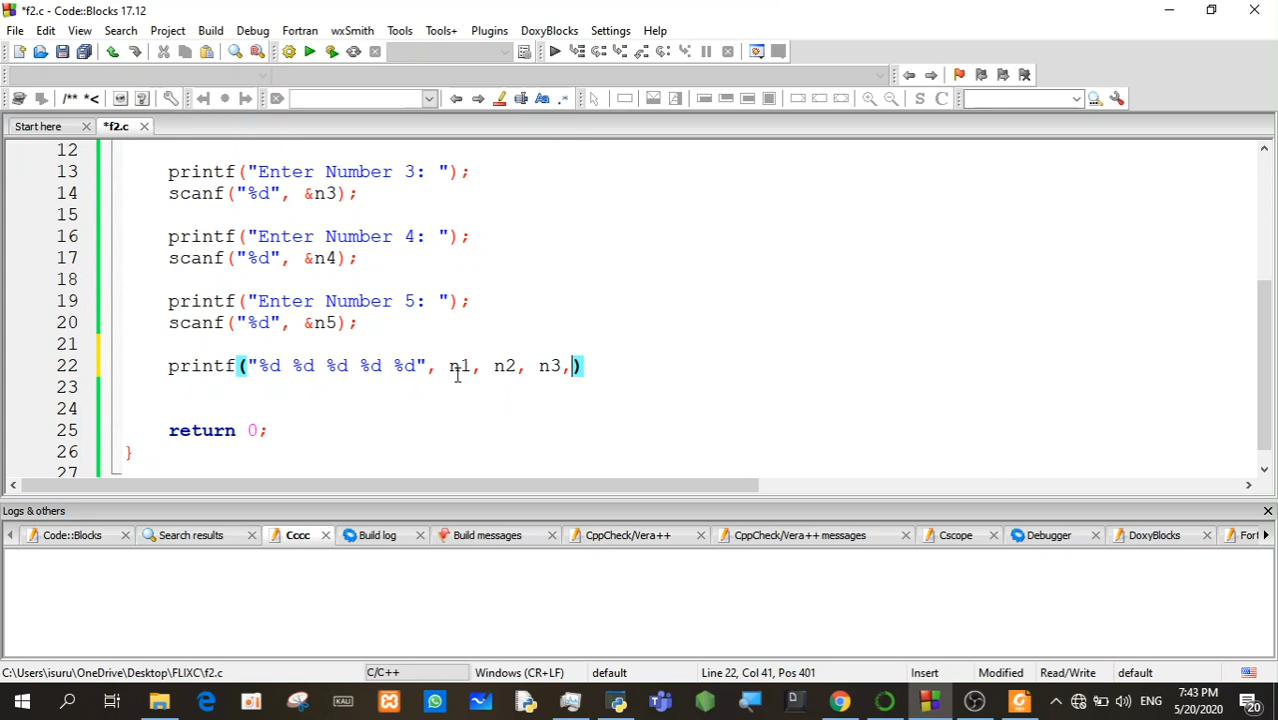 *f2.c - Code::Blocks 17.12
File Edit View Search Project Build Debug Fortran wxSmith Tools Tools+ Plugins DoxyBlocks Settings Help
/** *<
S C
Start here *f2.c
12
13 printf("Enter Number 3: ");
14 scanf("%d", &n3);
15
16 printf("Enter Number 4: ");
17 scanf("%d", &n4);
18
19 printf("Enter Number 5: ");
20 scanf("%d", &n5);
21
22 printf("%d %d %d %d %d", n1, n2, n3,)
23
24
25 return 0;
26 }
27
Logs & others
Code::Blocks Search results Cccc Build log Build messages CppCheck/Vera++ CppCheck/Vera++ messages Cscope Debugger DoxyBlocks Fort
C:\Users\isuru\OneDrive\Desktop\FLIXC\f2.c C/C++ Windows (CR+LF) default Line 22, Col 41, Pos 401 Insert Modified Read/Write default
KALI ENG 7:43 PM
5/20/2020 20